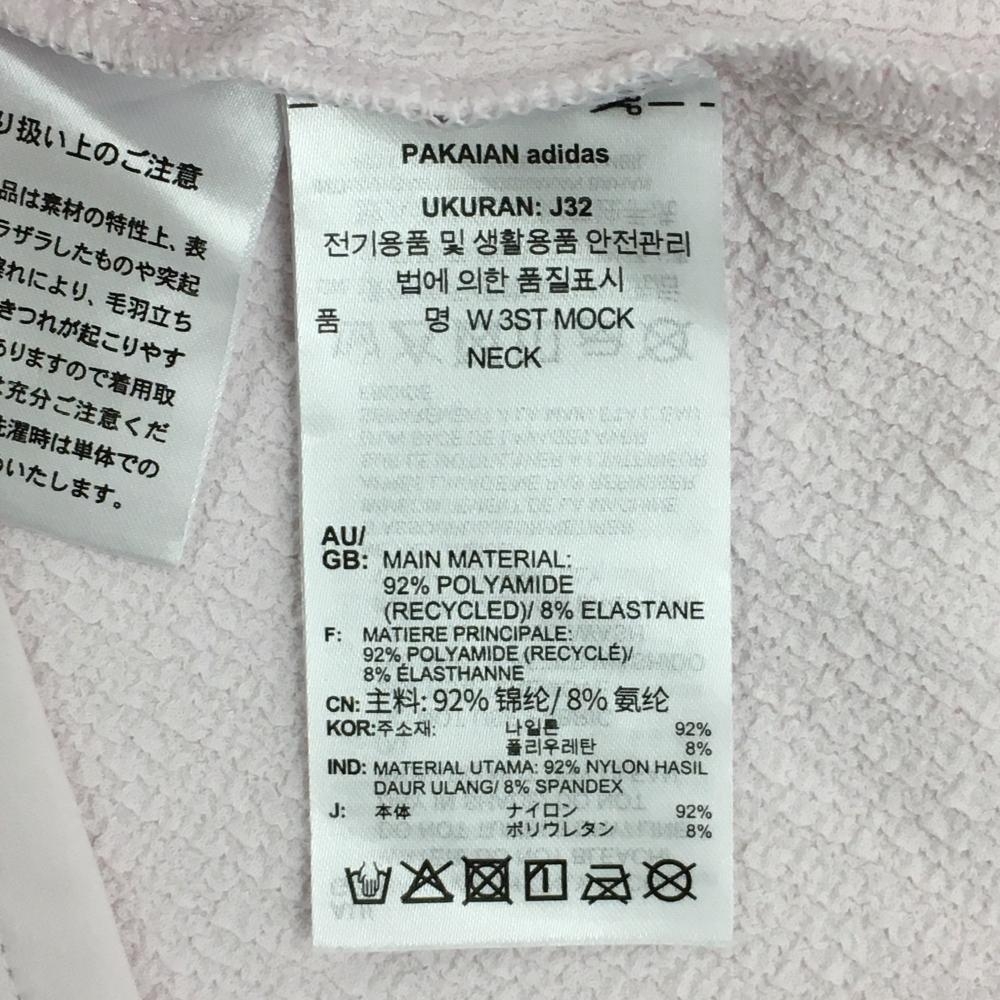 り扱い上のご注意
品は素材の特性上、表
ラザラしたものや突起
擦れにより、毛羽立ち
きつれが起こりやす
ありますので着用取
充分ご注意くだ
洗濯時は単体での
いたします。
PAKAIAN adidas
UKURAN: J32
전기용품 및 생활용품 안전관리
법에 의한 품질표시
품 명 W 3ST MOCK
NECK
AU/
GB: MAIN MATERIAL:
92% POLYAMIDE
(RECYCLED)/ 8% ELASTANE
F: MATIERE PRINCIPALE:
92% POLYAMIDE (RECYCLÉ)/
8% ÉLASTHANNE
CN: 主料: 92% 锦纶/ 8% 氨纶
KOR:주소재: 나일론 92%
폴리우레탄 8%
IND: MATERIAL UTAMA: 92% NYLON HASIL
DAUR ULANG/ 8% SPANDEX
J: 本体 ナイロン 92%
ポリウレタン 8%